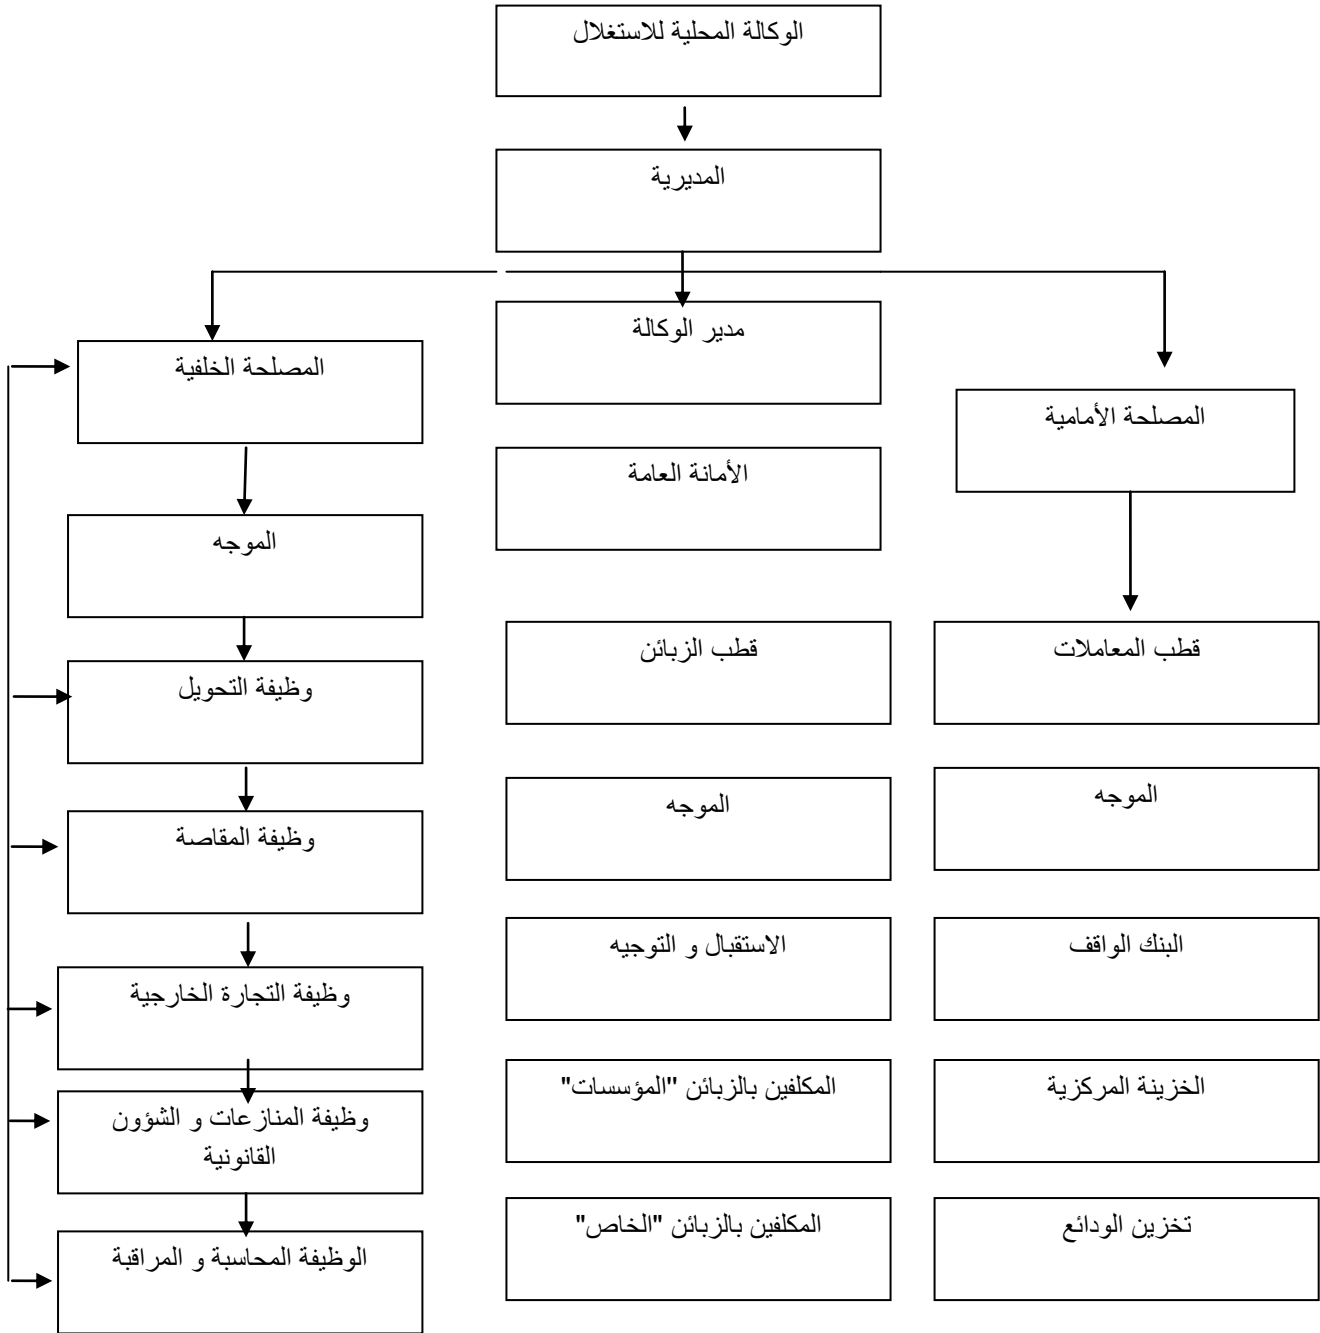 الوكالة المحلية للاستغلال
المديرية
مدير الوكالة
المصلحة الخلفية
المصلحة الأمامية
الأمانة العامة
الموجه
قطب الزبائن
قطب المعاملات
وظيفة التحويل
الموجه
الموجه
وظيفة المقاصة
الاستقبال و التوجيه
البنك الواقف
وظيفة التجارة الخارجية
المكلفين بالزبائن "المؤسسات"
الخزينة المركزية
وظيفة المنازعات و الشؤون
القانونية
المكلفين بالزبائن "الخاص"
تخزين الودائع
الوظيفة المحاسبة و المراقبة